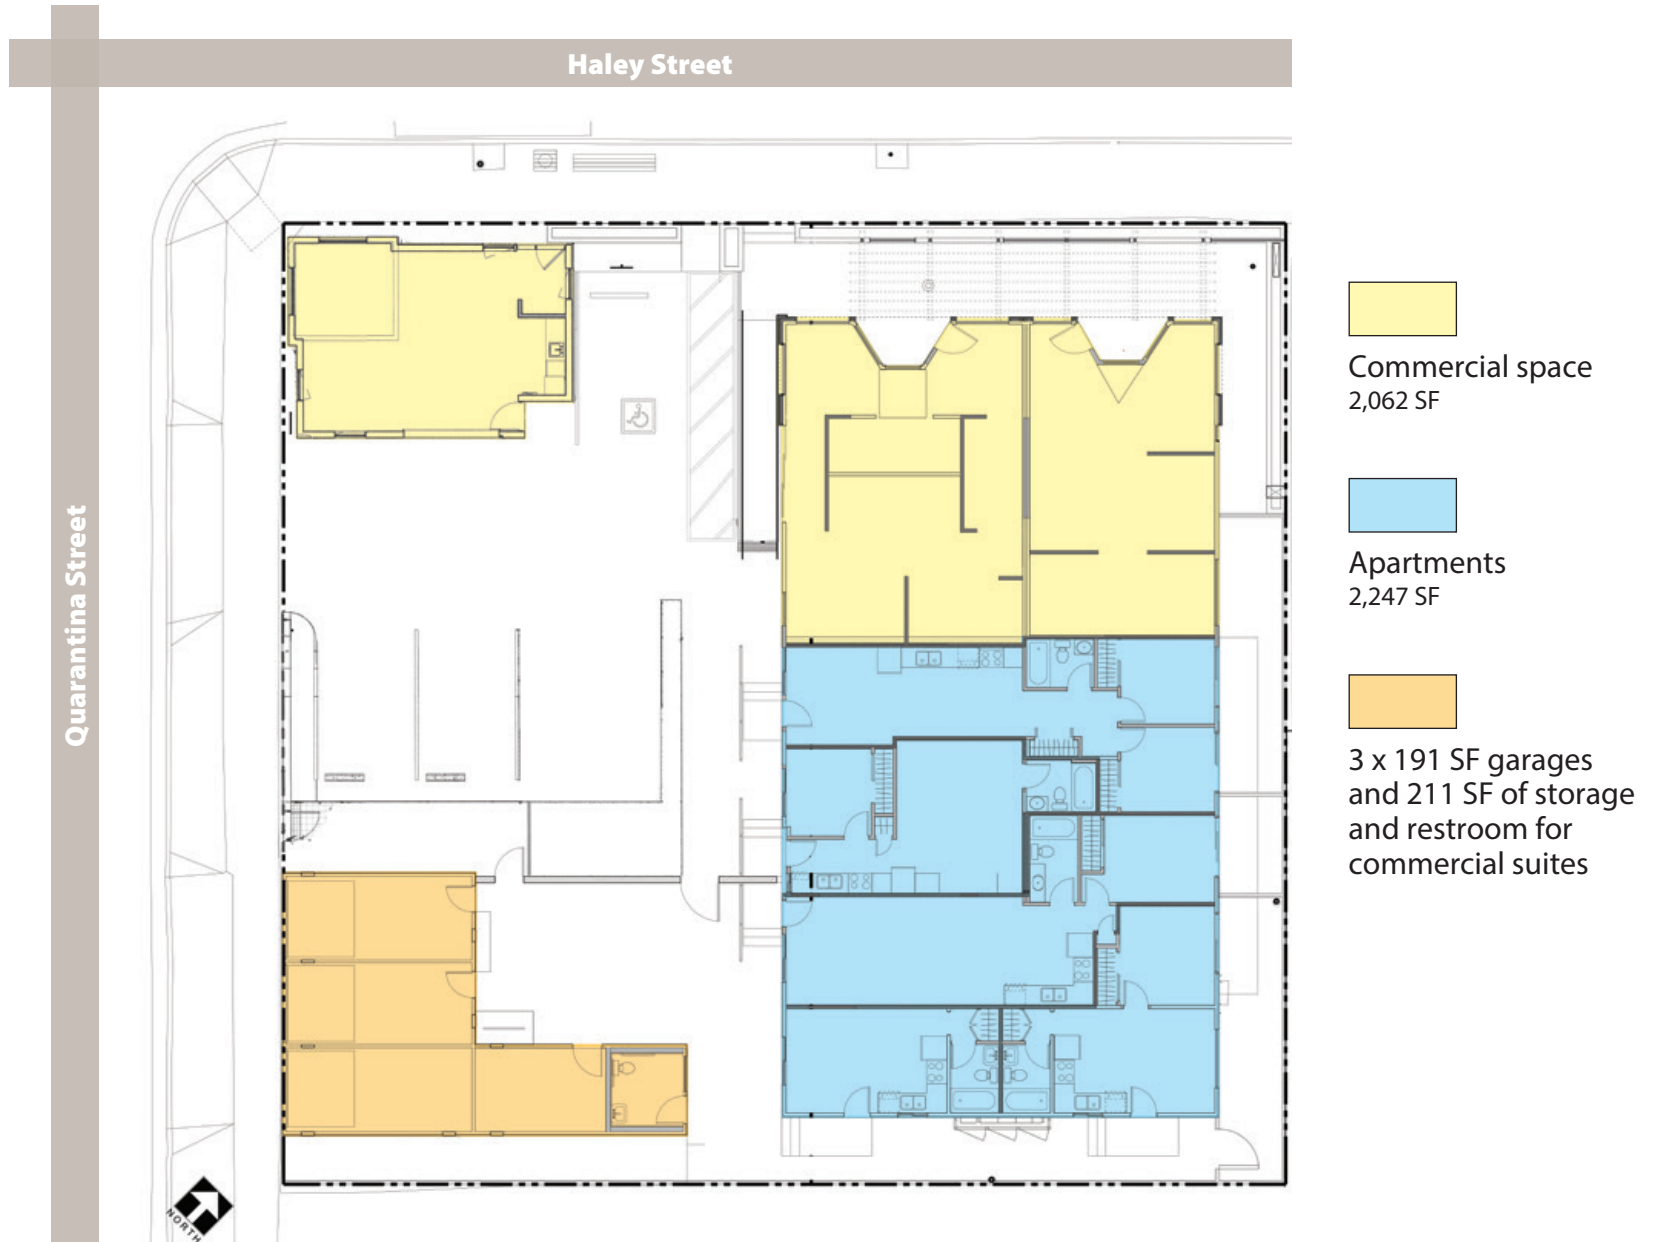 Haley Street
Quarantina Street
Commercial space
2,062 SF
Apartments
2,247 SF
3 x 191 SF garages
and 211 SF of storage
and restroom for
commercial suites
NORTH